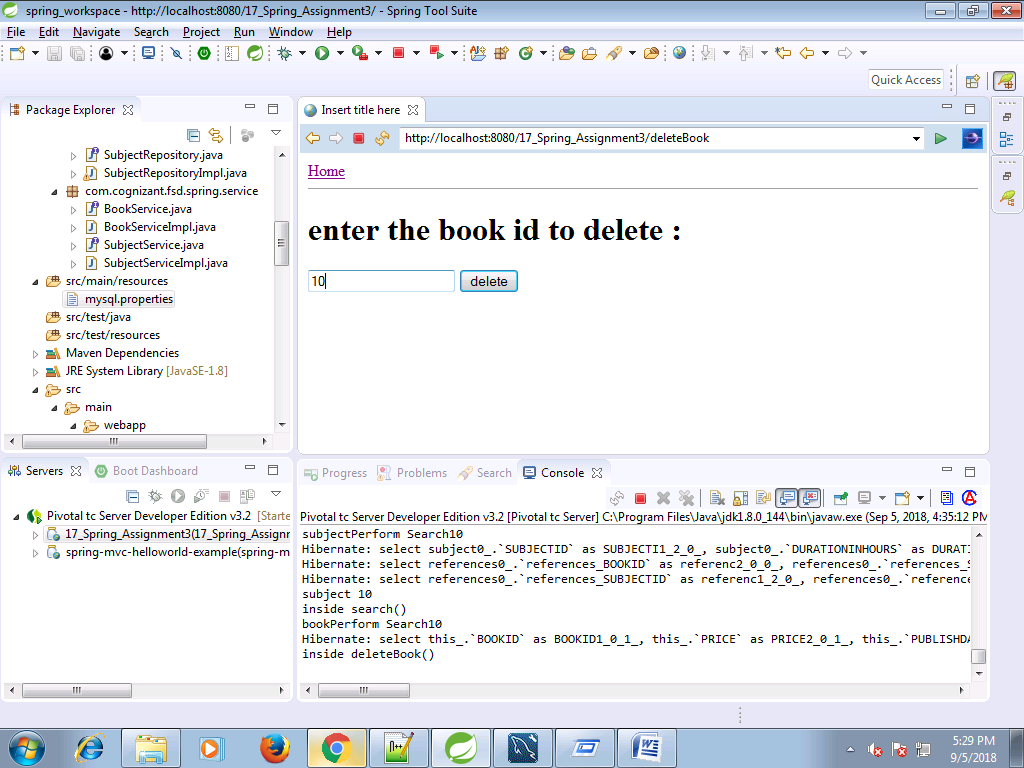 spring_workspace - http://localhost:8080/17_Spring_Assignment3/ - Spring Tool Suite
File Edit Navigate Search Project Run Window Help
Quick Access
Package Explorer
SubjectRepository.java
SubjectRepositoryImpl.java
com.cognizant.fsd.spring.service
BookService.java
BookServiceImpl.java
SubjectService.java
SubjectServiceImpl.java
src/main/resources
mysql.properties
src/test/java
src/test/resources
Maven Dependencies
JRE System Library [JavaSE-1.8]
src
main
webapp
Insert title here
http://localhost:8080/17_Spring_Assignment3/deleteBook
Home
enter the book id to delete :
10
delete
Servers
Boot Dashboard
Pivotal tc Server Developer Edition v3.2 [Starte
17_Spring_Assignment3(17_Spring_Assignr
spring-mvc-helloworld-example(spring-m
Progress Problems Search Console
Pivotal tc Server Developer Edition v3.2 [Pivotal tc Server] C:\Program Files\Java\jdk1.8.0_144\bin\javaw.exe (Sep 5, 2018, 4:35:12 PM
subjectPerform Search10
Hibernate: select subject0_.`SUBJECTID` as SUBJECTI1_2_0_, subject0_.`DURATIONINHOURS` as DURATI
Hibernate: select references0_.`references_BOOKID` as referenc2_0_0_, references0_.`references_S
Hibernate: select references0_.`references_SUBJECTID` as referenc1_2_0_, references0_.`reference
subject 10
inside search()
bookPerform Search10
Hibernate: select this_.`BOOKID` as BOOKID1_0_1_, this_.`PRICE` as PRICE2_0_1_, this_.`PUBLISHDA
inside deleteBook()
5:29 PM
9/5/2018